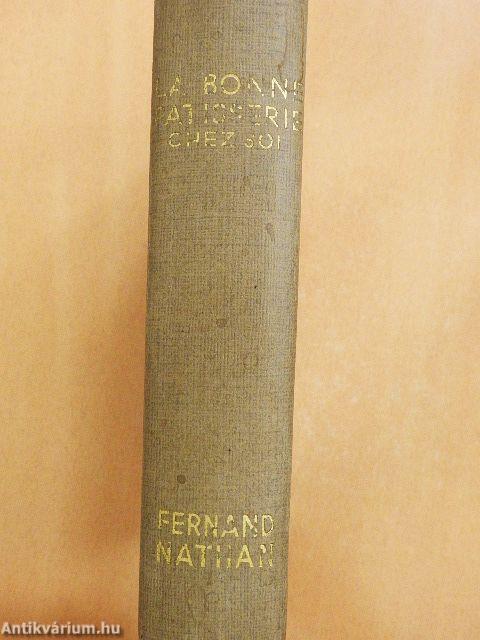 LA BONNE
PATISSERIE
CHEZ SOI
FERNAND
NATHAN
Antikvárium.hu